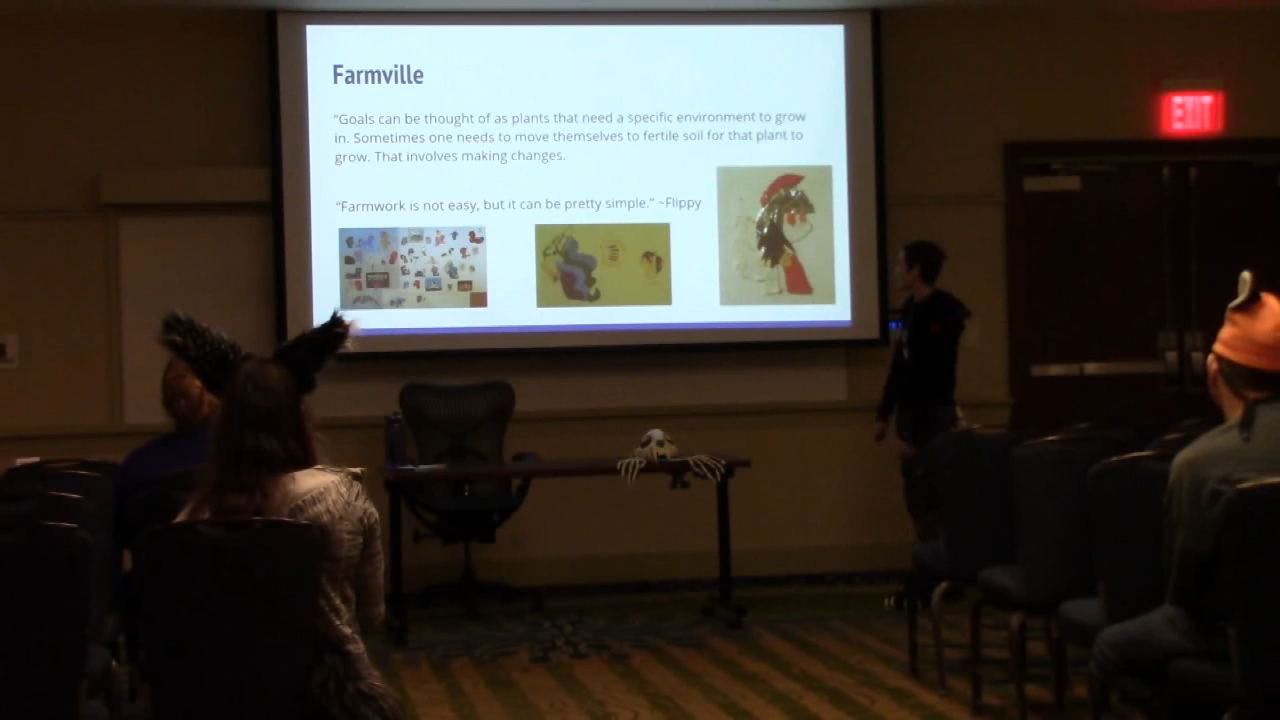 Farmville
"Goals can be thought of as plants that need a specific environment to grow
in. Sometimes one needs to move themselves to fertile soil for that plant to
grow. That involves making changes.
"Farmwork is not easy, but it can be pretty simple." ~Flippy
EXIT